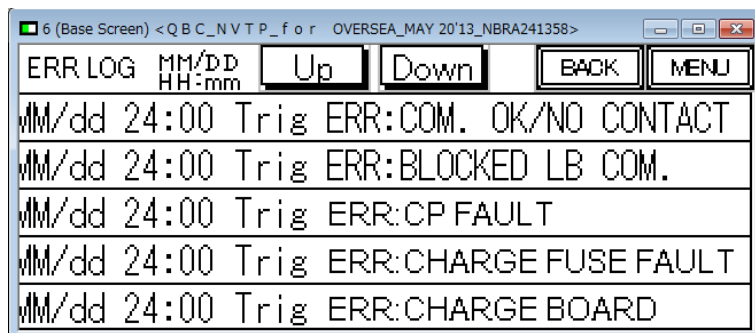 6 (Base Screen) <QBC_NVTP_for OVERSEA_MAY 20'13_NBRA241358>
ERR LOG MM/DD HH:mm Up Down BACK MENU
MM/dd 24:00 Trig ERR:COM. OK/NO CONTACT
MM/dd 24:00 Trig ERR:BLOCKED LB COM.
MM/dd 24:00 Trig ERR:CP FAULT
MM/dd 24:00 Trig ERR:CHARGE FUSE FAULT
MM/dd 24:00 Trig ERR:CHARGE BOARD